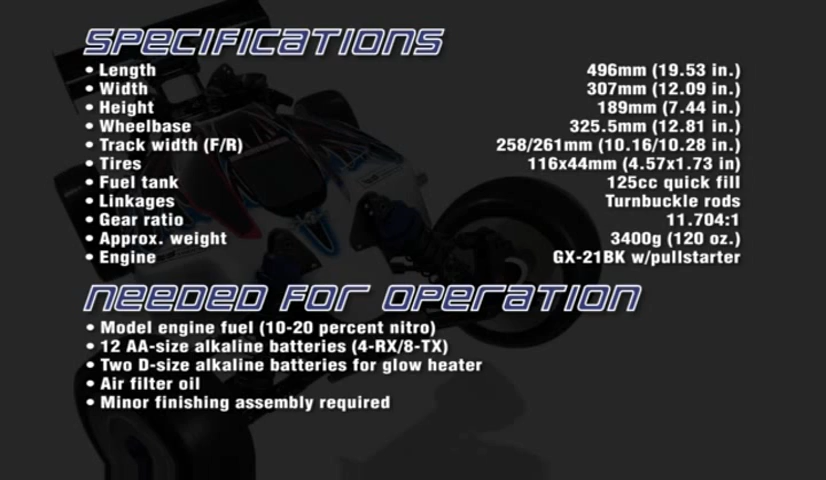 SPECIFICATIONS
• Length 496mm (19.53 in.)
• Width 307mm (12.09 in.)
• Height 189mm (7.44 in.)
• Wheelbase 325.5mm (12.81 in.)
• Track width (F/R) 258/261mm (10.16/10.28 in.)
• Tires 116x44mm (4.57x1.73 in)
• Fuel tank 125cc quick fill
• Linkages Turnbuckle rods
• Gear ratio 11.704:1
• Approx. weight 3400g (120 oz.)
• Engine GX-21BK w/pullstarter
NEEDED FOR OPERATION
• Model engine fuel (10-20 percent nitro)
• 12 AA-size alkaline batteries (4-RX/8-TX)
• Two D-size alkaline batteries for glow heater
• Air filter oil
• Minor finishing assembly required